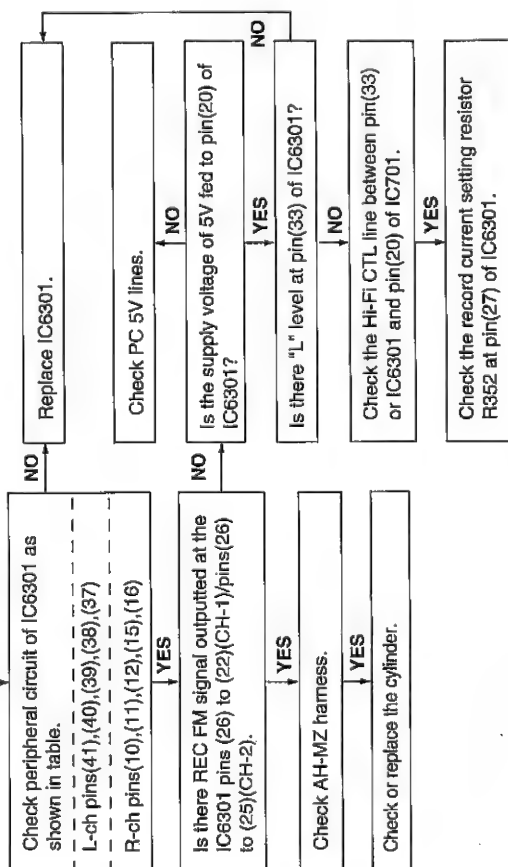 Check peripheral circuit of IC6301 as
shown in table.
L-ch pins(41),(40),(39),(38),(37)
R-ch pins(10),(11),(12),(15),(16)
NO
Replace IC6301.
YES
Is there REC FM signal outputted at the
IC6301 pins (26) to (22)(CH-1)/pins(26)
to (25)(CH-2).
NO
YES
Check AH-MZ harness.
YES
Check or replace the cylinder.
Check PC 5V lines.
NO
Is the supply voltage of 5V fed to pin(20) of
IC6301?
YES
NO
Is there "L" level at pin(33) of IC6301?
NO
Check the Hi-Fi CTL line between pin(33)
or IC6301 and pin(20) of IC701.
YES
Check the record current setting resistor
R352 at pin(27) of IC6301.